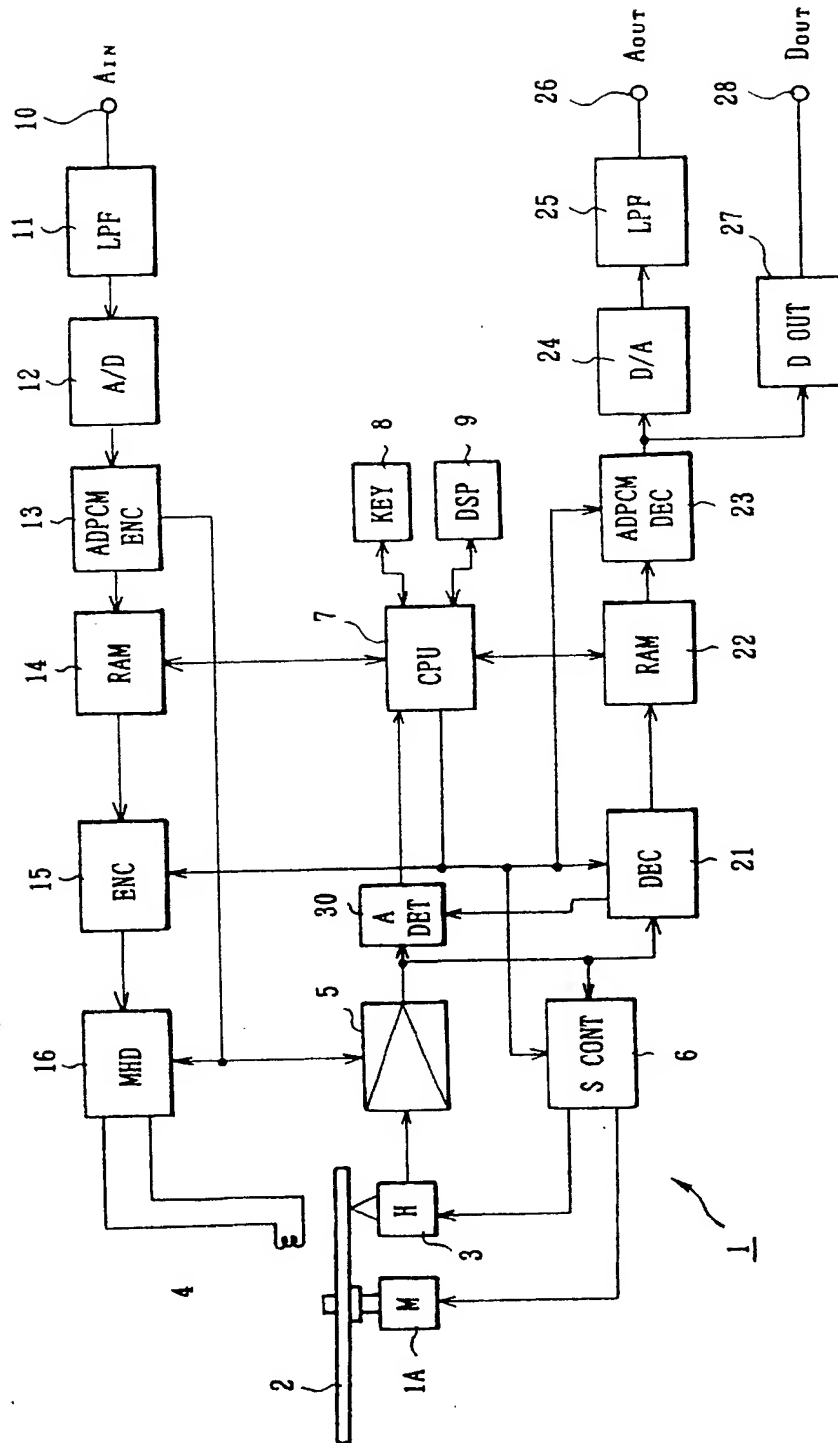 10
AIN
11
LPF
12
A/D
13
ADPCM
ENC
14
RAM
15
ENC
16
MHD
4
8
KEY
9
DSP
7
CPU
30
A
DET
5
S CONT
6
H
3
M
1A
2
1
21
DEC
22
RAM
23
ADPCM
DEC
24
D/A
25
LPF
26
AOUT
27
D OUT
28
DOUT